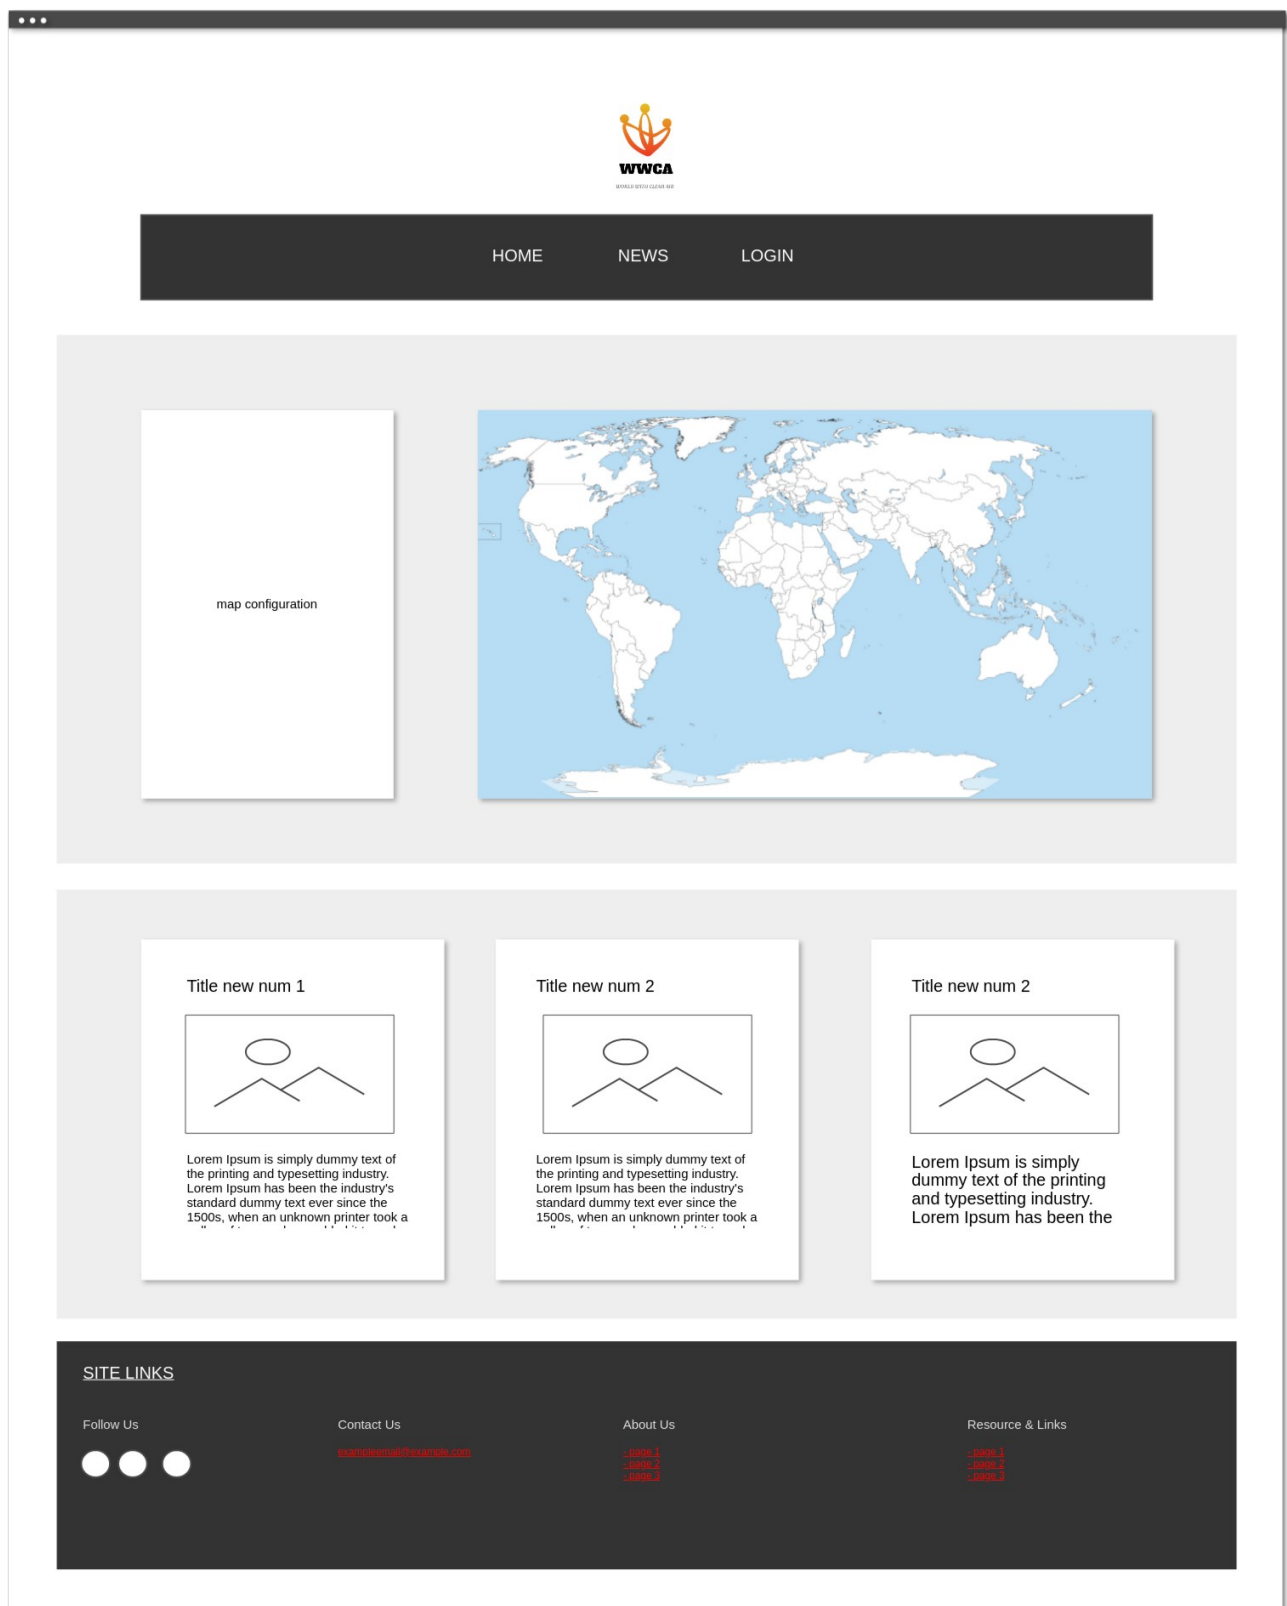 WWCA
WORLD WITH CLEAN AIR
HOME NEWS LOGIN
map configuration
Title new num 1
Lorem Ipsum is simply dummy text of
the printing and typesetting industry.
Lorem Ipsum has been the industry's
standard dummy text ever since the
1500s, when an unknown printer took a
Title new num 2
Lorem Ipsum is simply dummy text of
the printing and typesetting industry.
Lorem Ipsum has been the industry's
standard dummy text ever since the
1500s, when an unknown printer took a
Title new num 2
Lorem Ipsum is simply
dummy text of the printing
and typesetting industry.
Lorem Ipsum has been the
SITE LINKS
Follow Us
Contact Us
exampleemail@example.com
About Us
- page 1
- page 2
- page 3
Resource & Links
- page 1
- page 2
- page 3